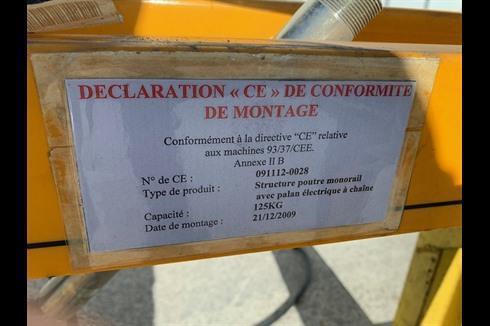 DECLARATION « CE » DE CONFORMITE
DE MONTAGE
Conformément à la directive "CE" relative
aux machines 93/37/CEE.
Annexe II B
N° de CE : 091112-0028
Type de produit : Structure poutre monorail
avec palan électrique à chaîne
Capacité : 125KG
Date de montage : 21/12/2009